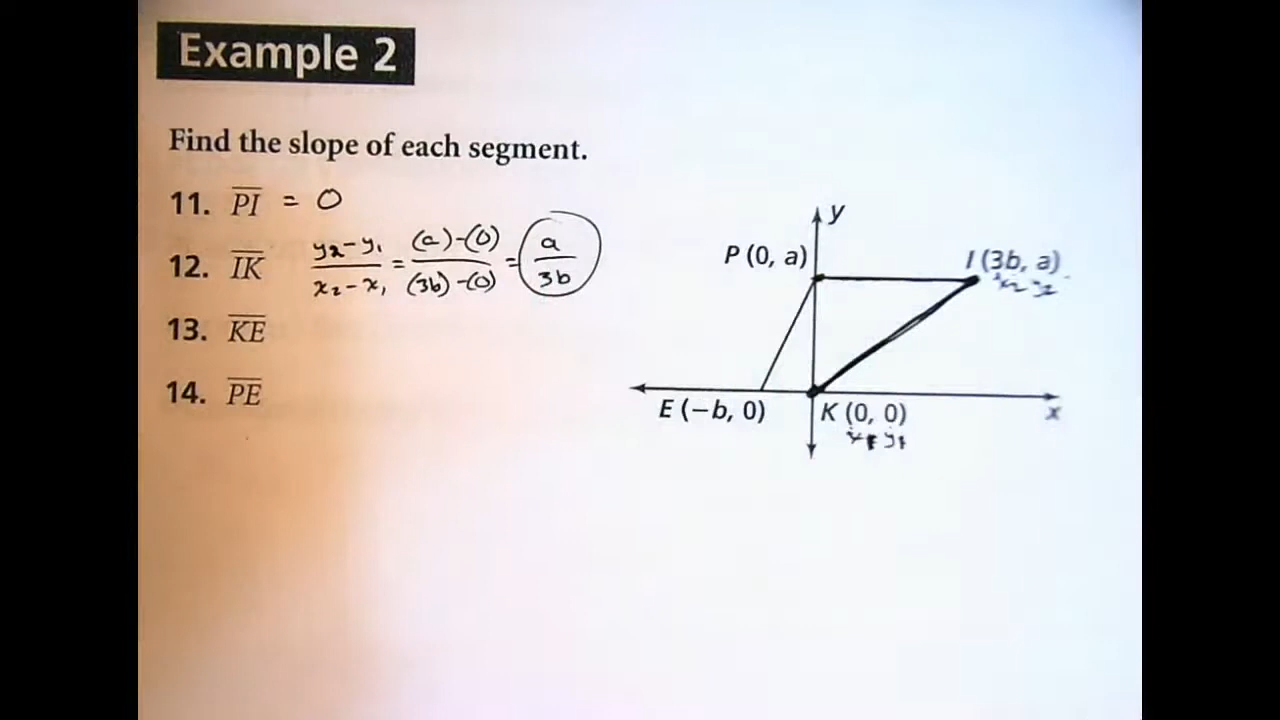 Example 2
Find the slope of each segment.
11. PI = 0
12. IK y₂-y₁ / x₂-x₁ = (a)-(0) / (3b)-(0) = a / 3b
13. KE
14. PE
y
P (0, a)
I (3b, a)
x₂ y₂
E (−b, 0)
K (0, 0)
x₁ y₁
x